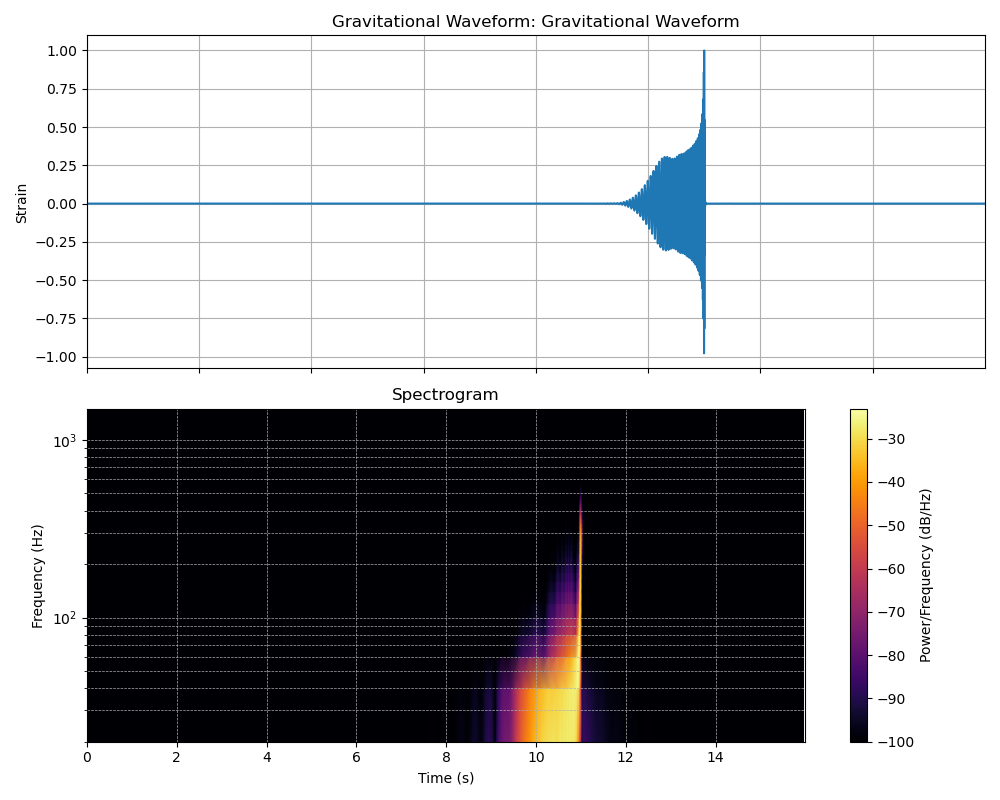 Gravitational Waveform: Gravitational Waveform
1.00
0.75
0.50
0.25
0.00
−0.25
−0.50
−0.75
−1.00
Strain
Spectrogram
10³
10²
Frequency (Hz)
0 2 4 6 8 10 12 14
Time (s)
−30
−40
−50
−60
−70
−80
−90
−100
Power/Frequency (dB/Hz)